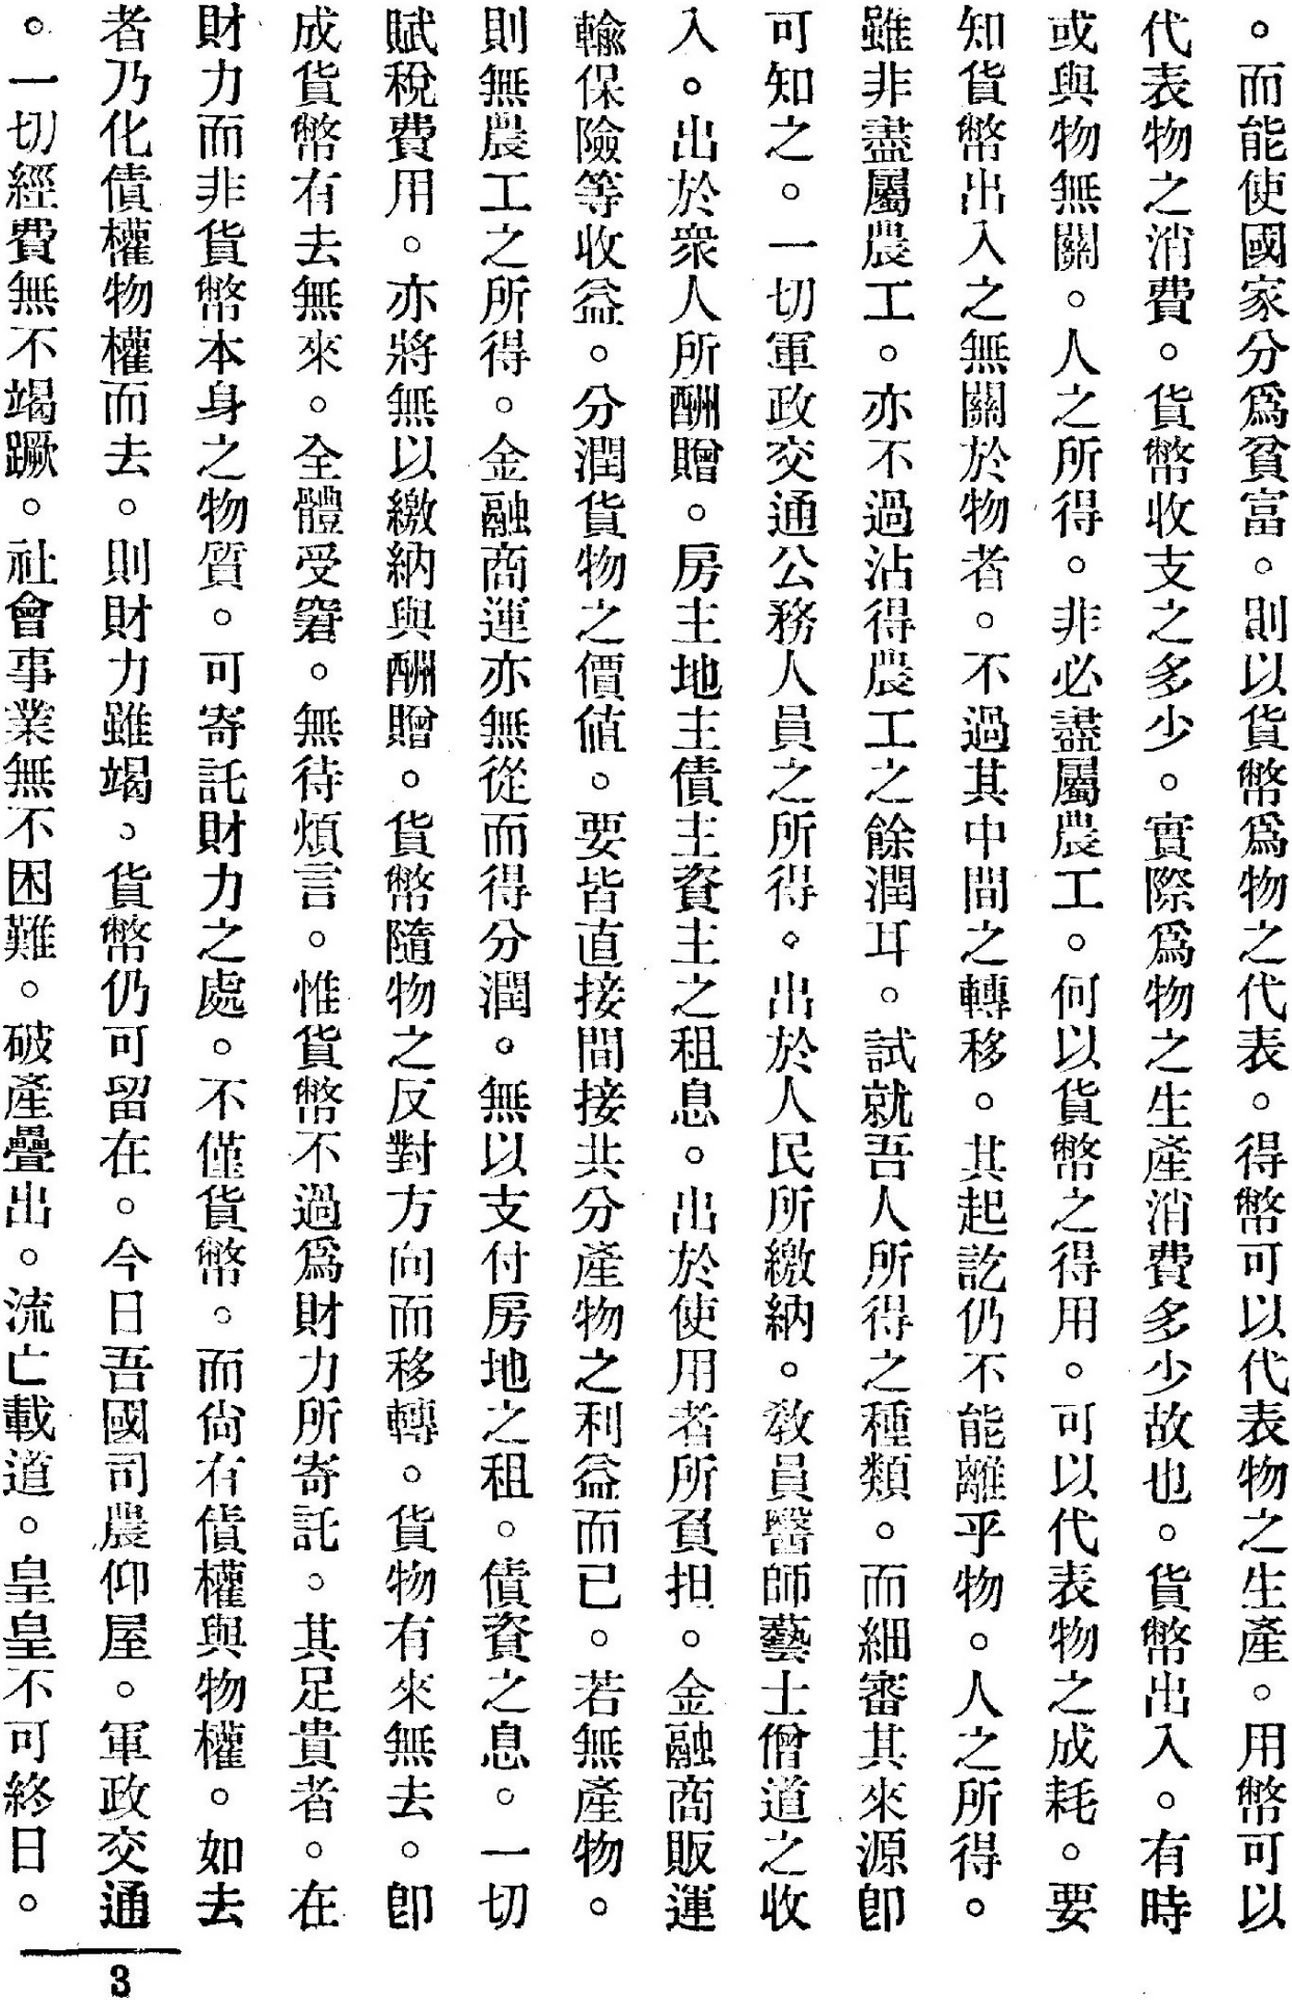 。而能使國家分爲貧富。則以貨幣爲物之代表。得幣可以代表物之生產。用幣可以
代表物之消費。貨幣收支之多少。實際爲物之生產消費多少故也。貨幣出入。有時
或與物無關。人之所得。非必盡屬農工。何以貨幣之得用。可以代表物之成耗。要
知貨幣出入之無關於物者。不過其中間之轉移。其起訖仍不能離乎物。人之所得。
雖非盡屬農工。亦不過沾得農工之餘潤耳。試就吾人所得之種類。而細審其來源卽
可知之。一切軍政交通公務人員之所得。出於人民所繳納。教員醫師藝士僧道之收
入。出於衆人所酬贈。房主地主債主資主之租息。出於使用者所負担。金融商販運
輸保險等收益。分潤貨物之價值。要皆直接間接共分產物之利益而已。若無產物。
則無農工之所得。金融商運亦無從而得分潤。無以支付房地之租。債資之息。一切
賦稅費用。亦將無以繳納與酬贈。貨幣隨物之反對方向而移轉。貨物有來無去。卽
成貨幣有去無來。全體受窘。無待煩言。惟貨幣不過爲財力所寄託。其足貴者。在
財力而非貨幣本身之物質。可寄託財力之處。不僅貨幣。而尙有債權與物權。如去
者乃化債權物權而去。則財力雖竭。貨幣仍可留在。今日吾國司農仰屋。軍政交通
。一切經費無不竭蹶。社會事業無不困難。破產疊出。流亡載道。皇皇不可終日。
3